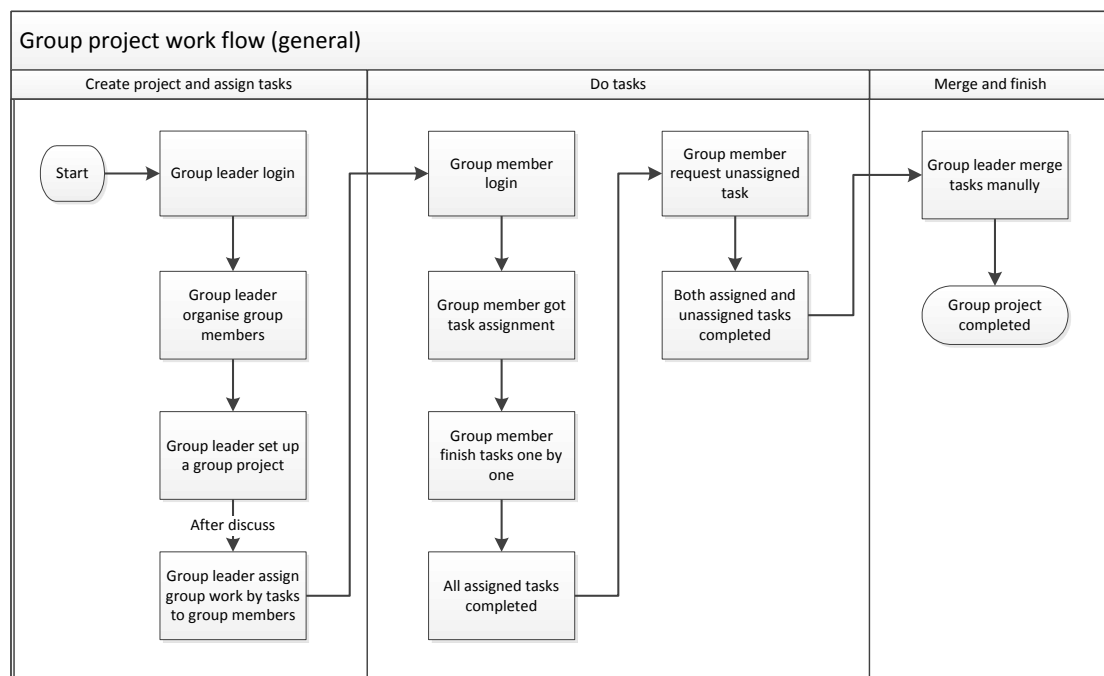 Group project work flow (general)
Create project and assign tasks
Do tasks
Merge and finish
Start
Group leader login
Group leader
organise group
members
Group leader set up
a group project
After discuss
Group leader assign
group work by tasks
to group members
Group member
login
Group member got
task assignment
Group member
finish tasks one by
one
All assigned tasks
completed
Group member
request unassigned
task
Both assigned and
unassigned tasks
completed
Group leader merge
tasks manully
Group project
completed